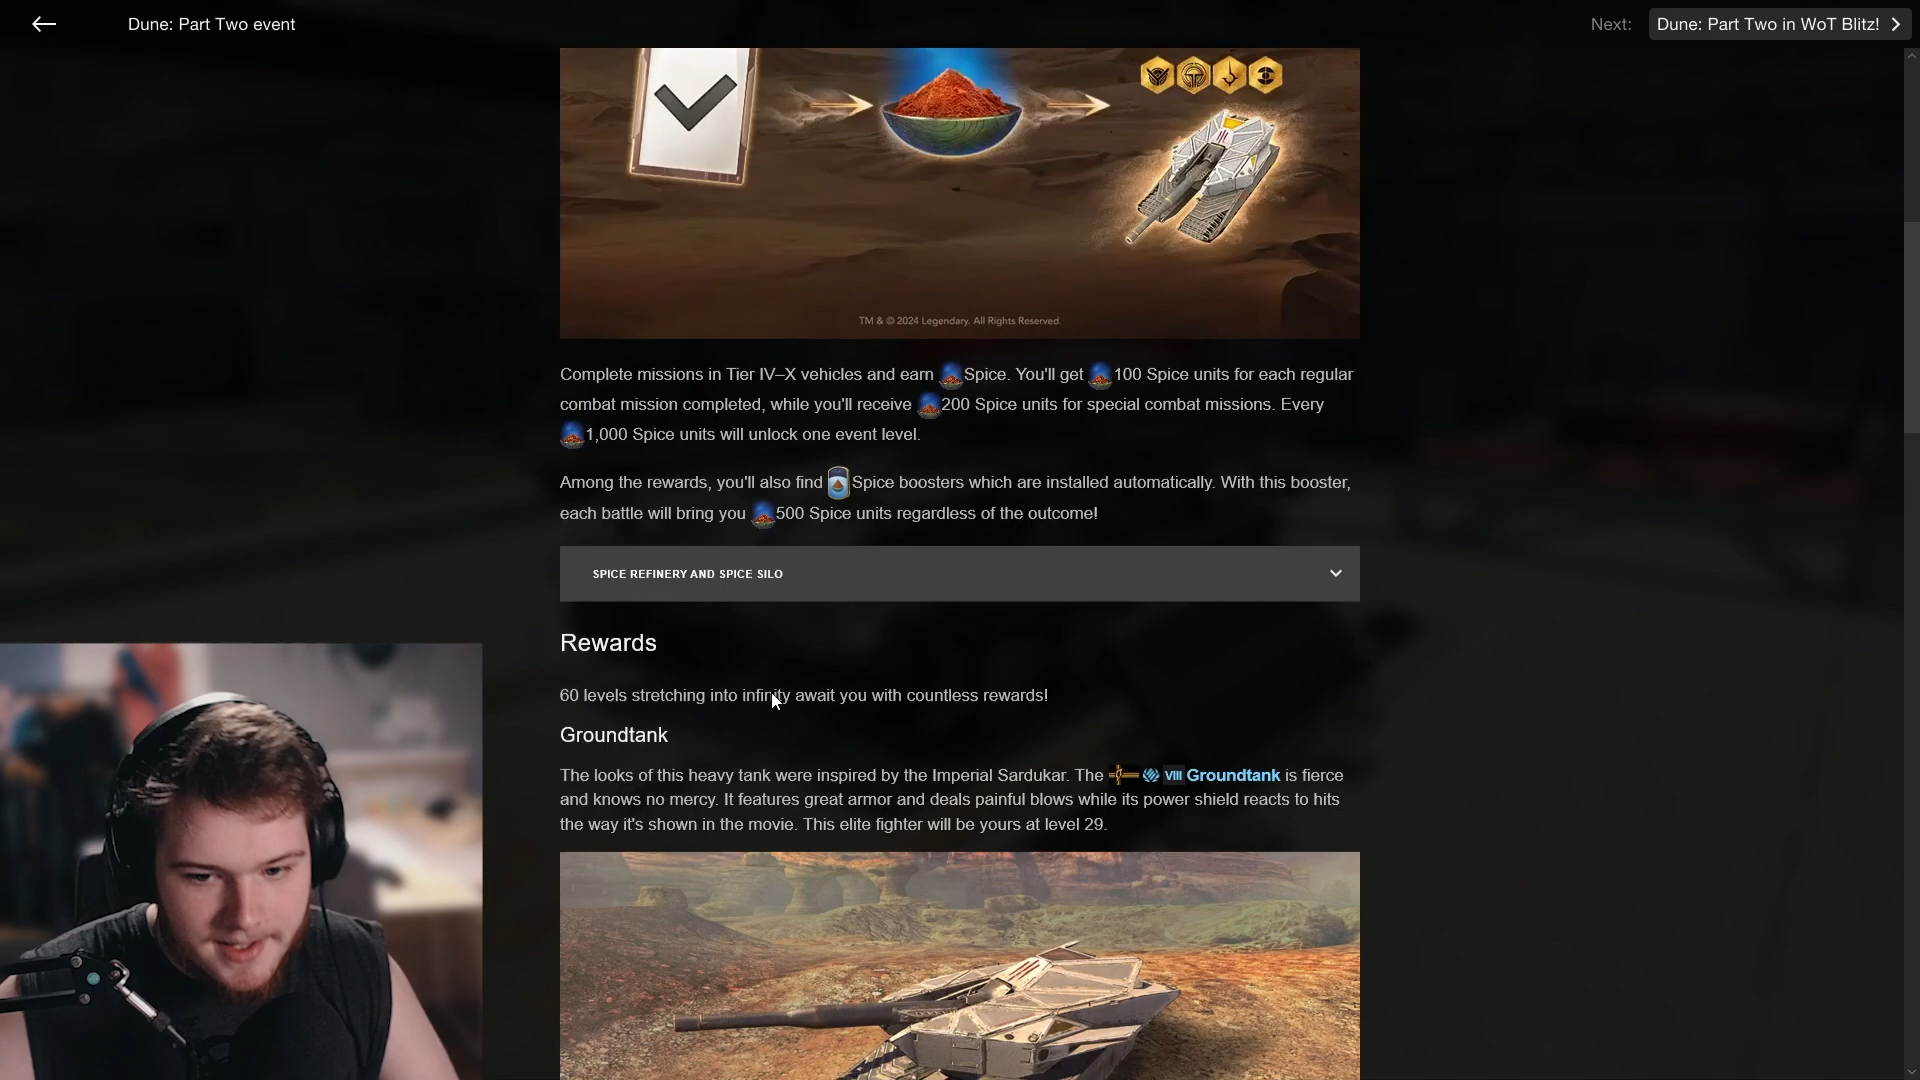 Dune: Part Two event
Next: Dune: Part Two in WoT Blitz!
TM & © 2024 Legendary. All Rights Reserved.
Complete missions in Tier IV–X vehicles and earn Spice. You'll get 100 Spice units for each regular
combat mission completed, while you'll receive 200 Spice units for special combat missions. Every
1,000 Spice units will unlock one event level.
Among the rewards, you'll also find Spice boosters which are installed automatically. With this booster,
each battle will bring you 500 Spice units regardless of the outcome!
SPICE REFINERY AND SPICE SILO
Rewards
60 levels stretching into infinity await you with countless rewards!
Groundtank
The looks of this heavy tank were inspired by the Imperial Sardukar. The VIII Groundtank is fierce
and knows no mercy. It features great armor and deals painful blows while its power shield reacts to hits
the way it's shown in the movie. This elite fighter will be yours at level 29.